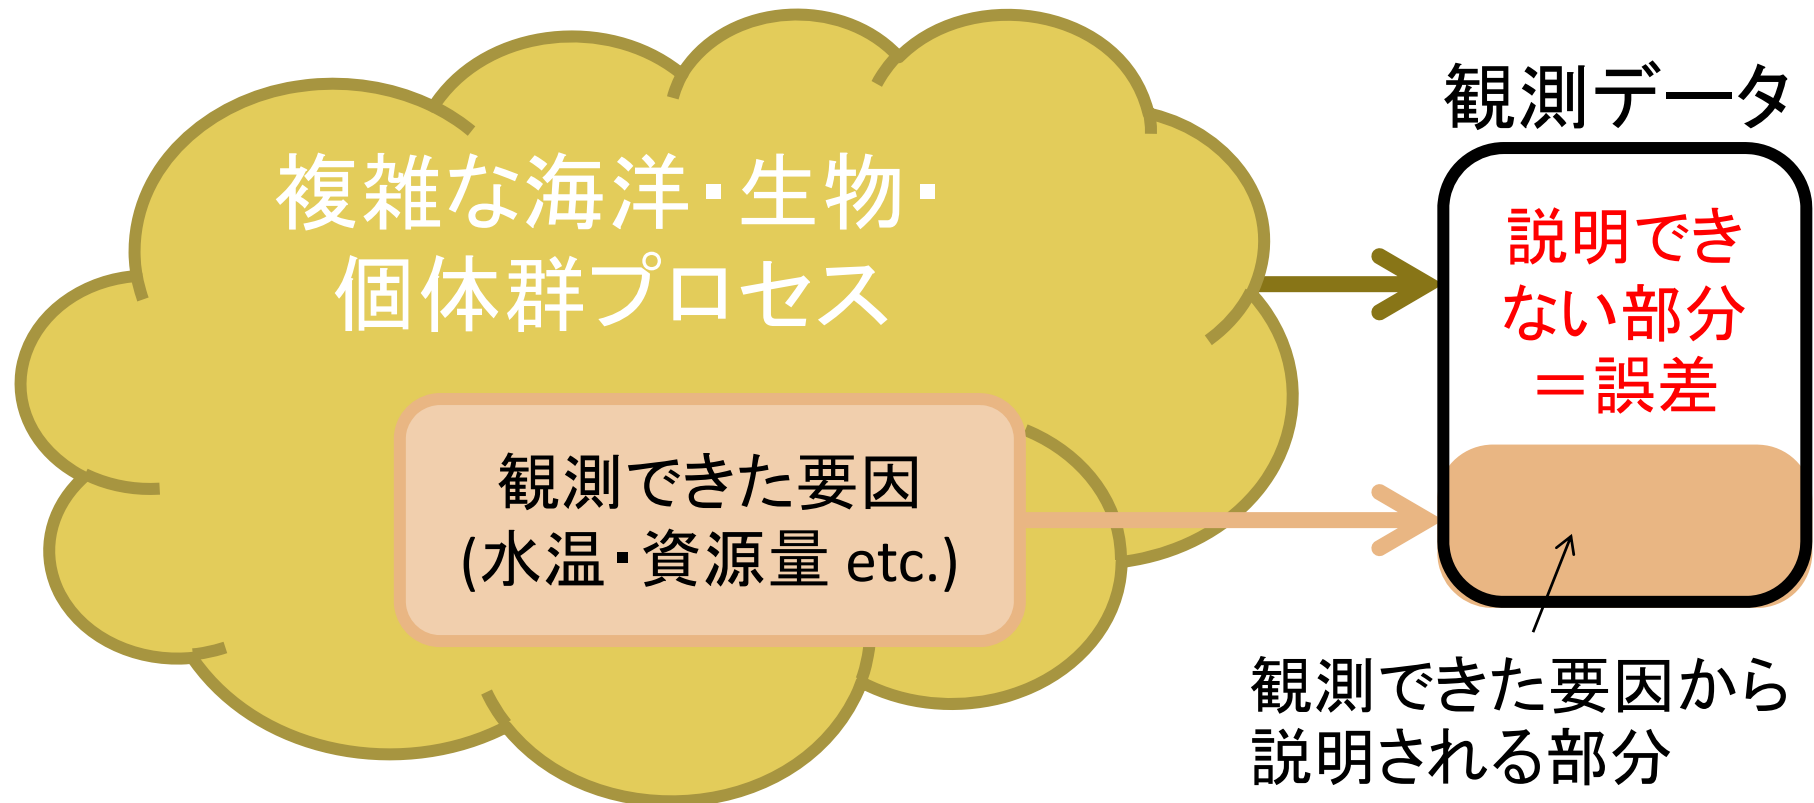 観測データ
複雑な海洋・生物・
個体群プロセス
説明でき
ない部分
＝誤差
観測できた要因
(水温・資源量 etc.)
観測できた要因から
説明される部分